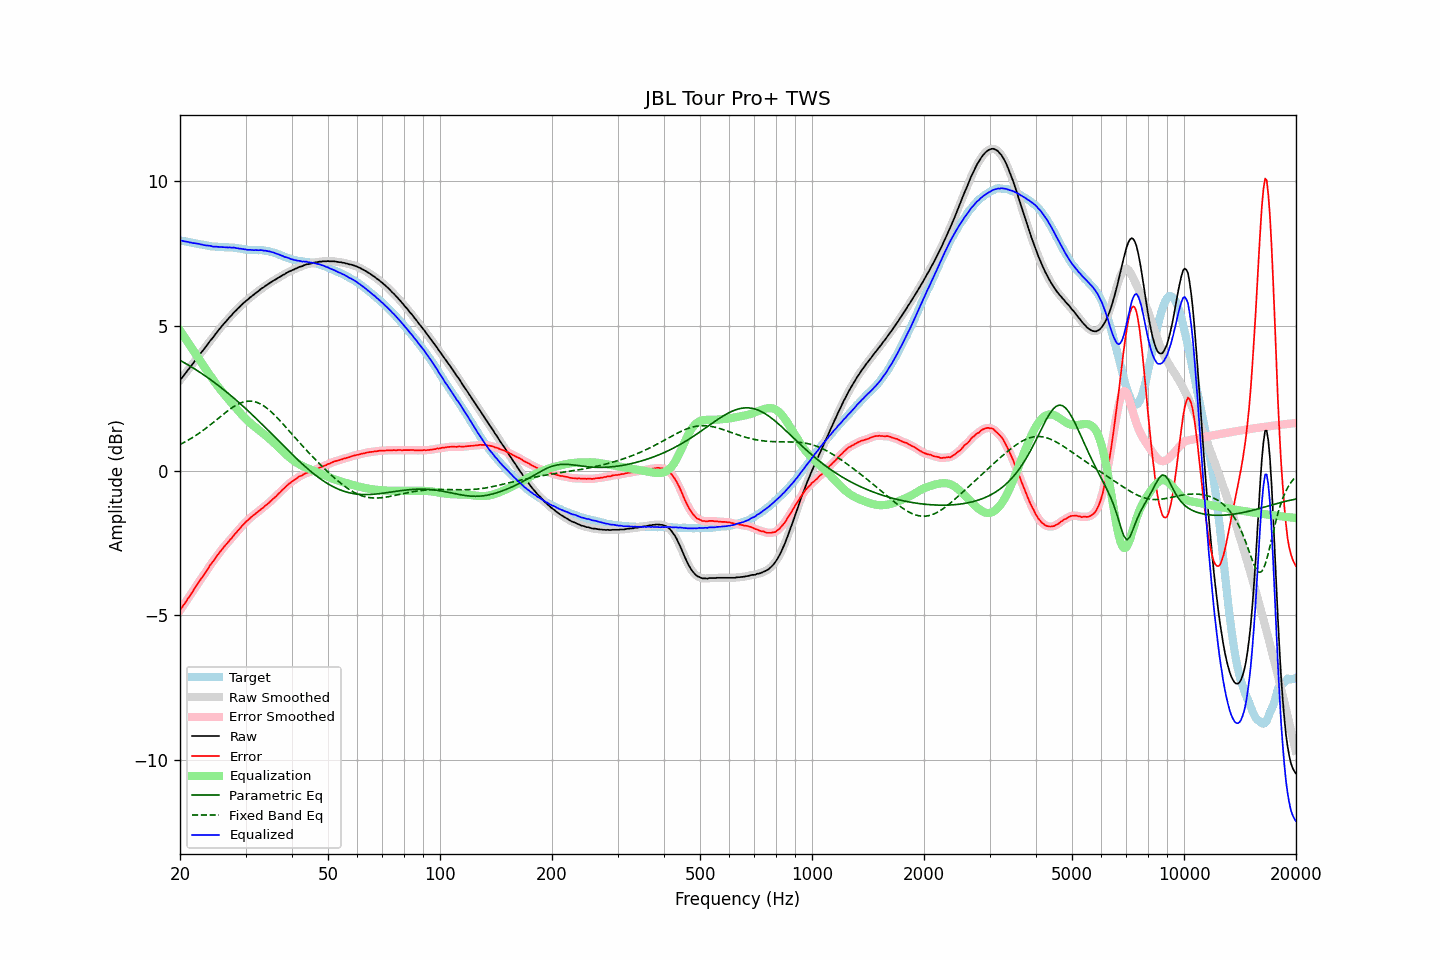 JBL Tour Pro+ TWS
Amplitude (dBr)
10
5
0
−5
−10
Target
Raw Smoothed
Error Smoothed
Raw
Error
Equalization
Parametric Eq
Fixed Band Eq
Equalized
20 50 100 200 500 1000 2000 5000 10000 20000
Frequency (Hz)